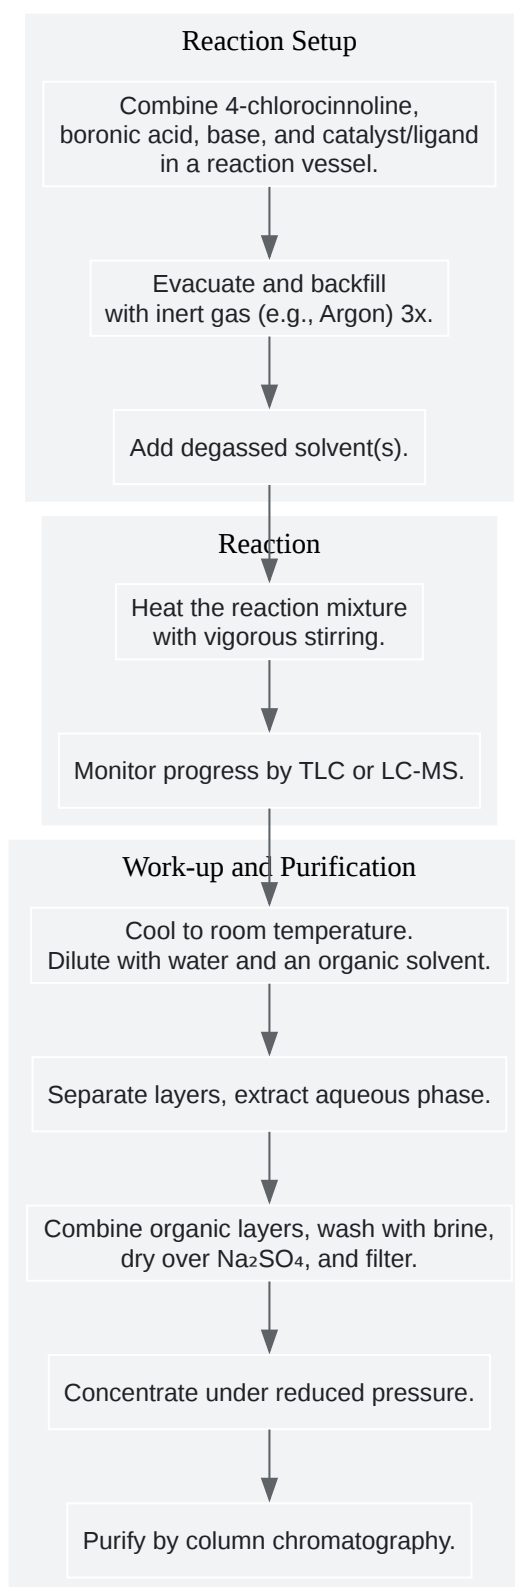 Reaction Setup
Combine 4-chlorocinnoline,
boronic acid, base, and catalyst/ligand
in a reaction vessel.
Evacuate and backfill
with inert gas (e.g., Argon) 3x.
Add degassed solvent(s).
Reaction
Heat the reaction mixture
with vigorous stirring.
Monitor progress by TLC or LC-MS.
Work-up and Purification
Cool to room temperature.
Dilute with water and an organic solvent.
Separate layers, extract aqueous phase.
Combine organic layers, wash with brine,
dry over Na₂SO₄, and filter.
Concentrate under reduced pressure.
Purify by column chromatography.